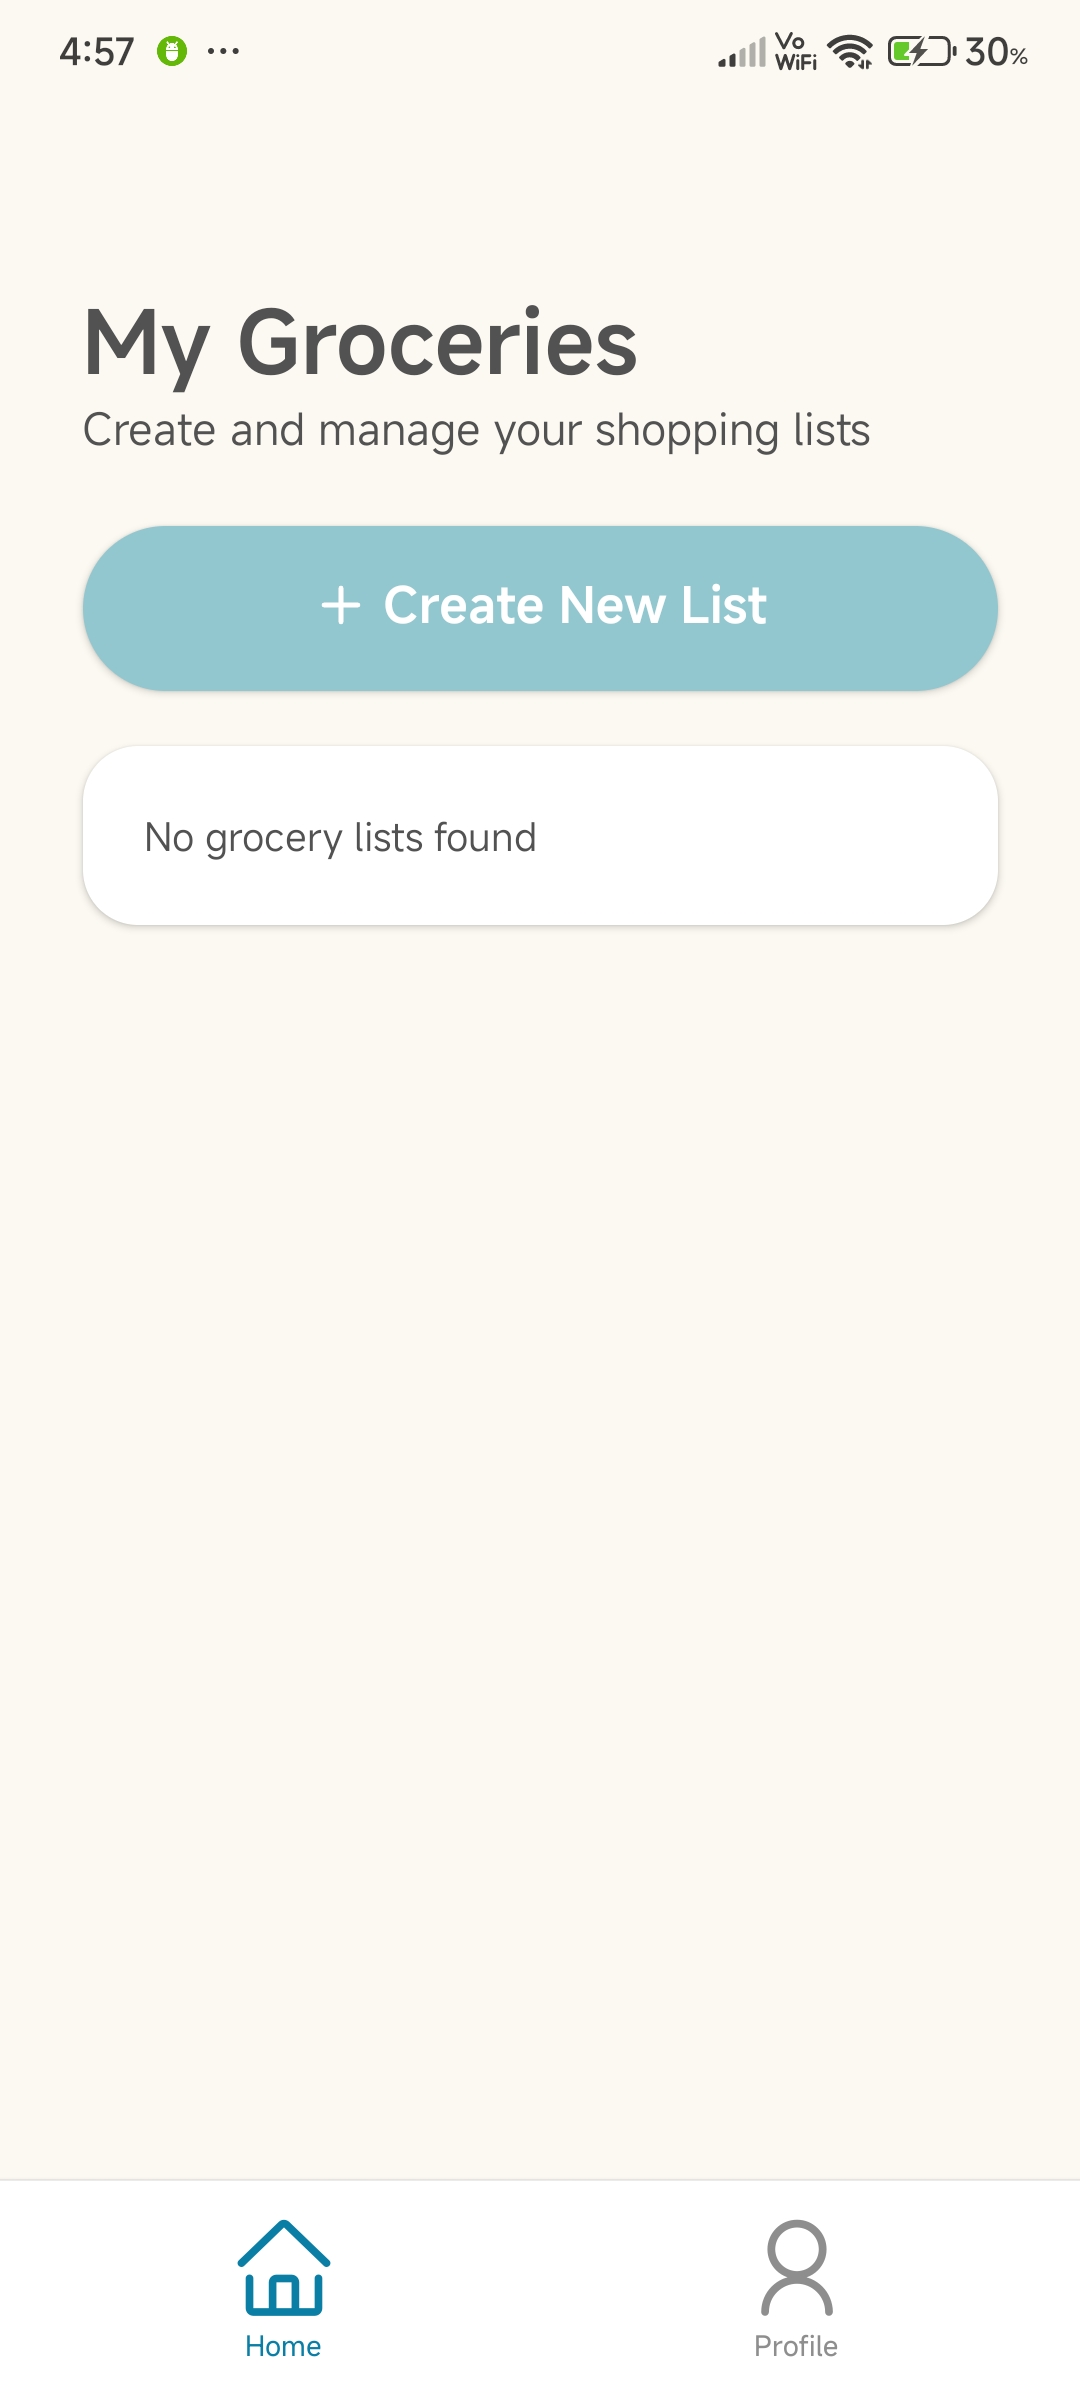 4:57
Vo
WiFi
30%
My Groceries
Create and manage your shopping lists
+ Create New List
No grocery lists found
Home
Profile